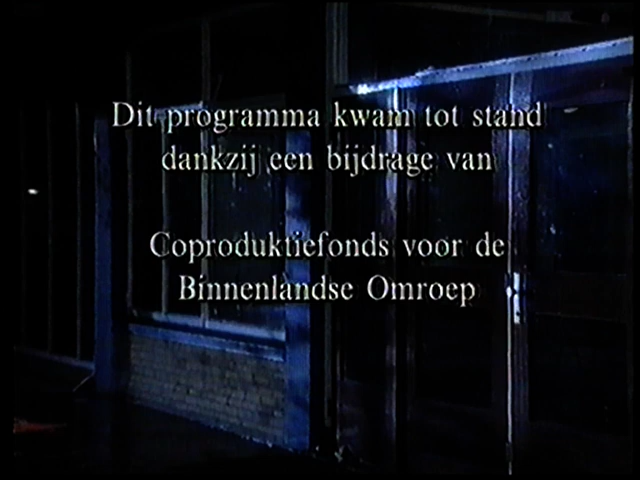 Dit programma kwam tot stand
dankzij een bijdrage van
Coproduktiefonds voor de
Binnenlandse Omroep